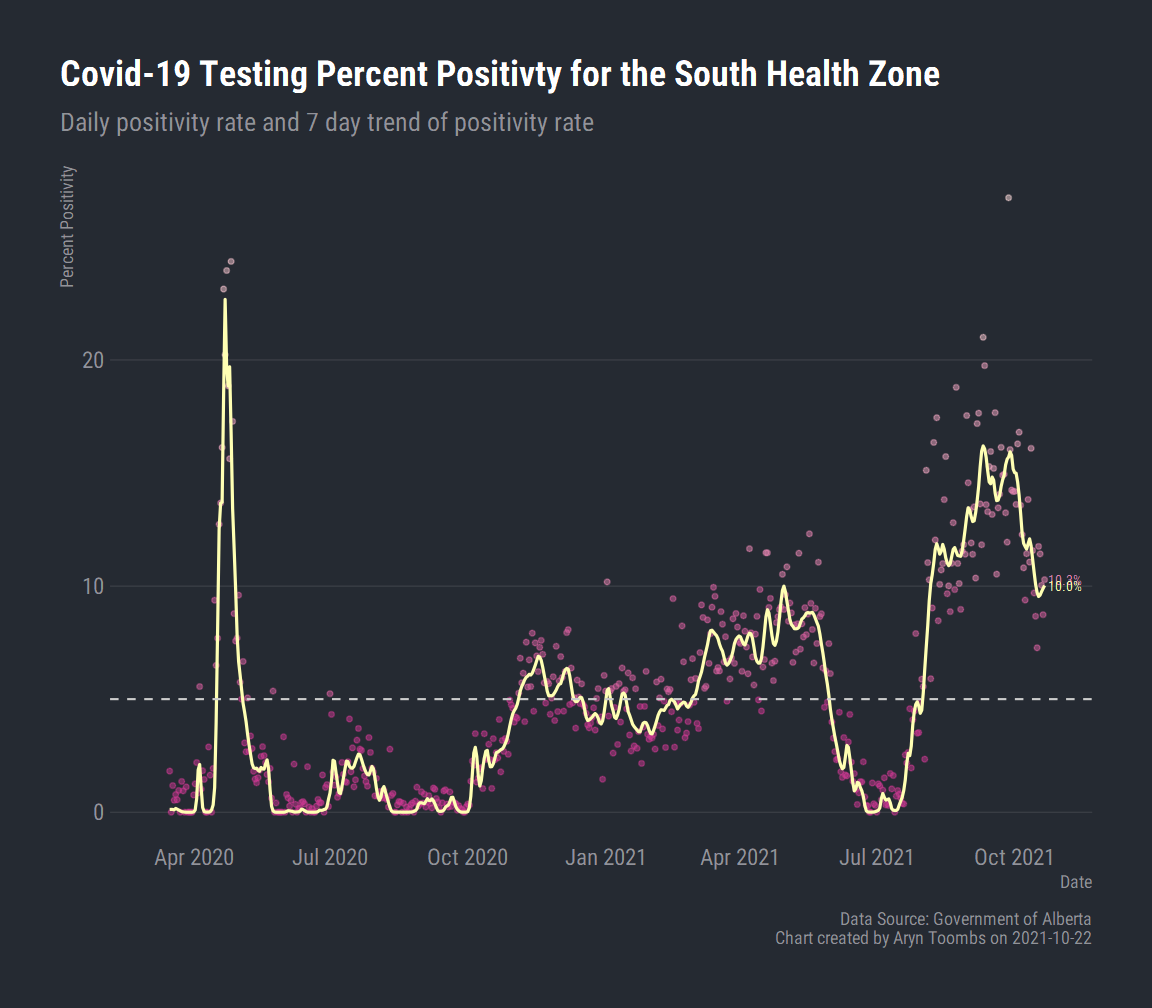 Covid-19 Testing Percent Positivty for the South Health Zone
Daily positivity rate and 7 day trend of positivity rate
Percent Positivity
20
10
0
10.3%
10.0%
Apr 2020 Jul 2020 Oct 2020 Jan 2021 Apr 2021 Jul 2021 Oct 2021
Date
Data Source: Government of Alberta
Chart created by Aryn Toombs on 2021-10-22